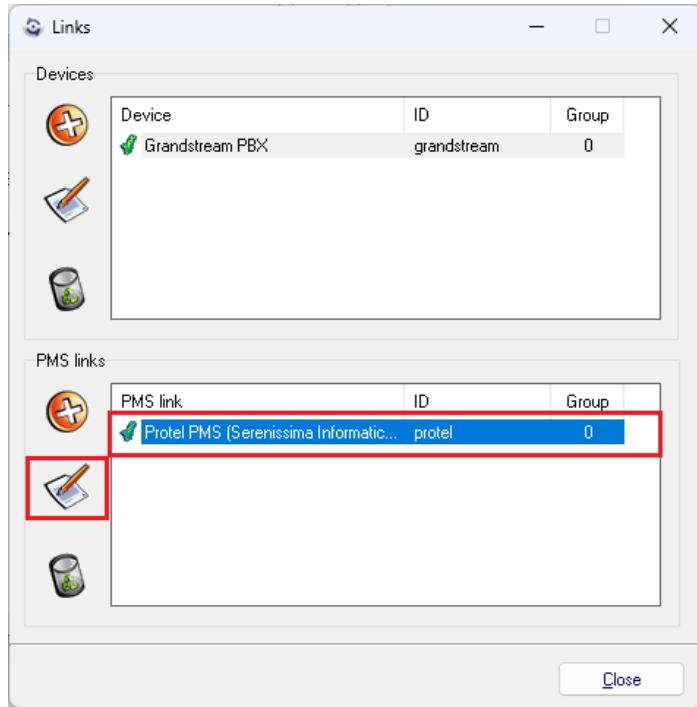 Links
Devices
Device ID Group
Grandstream PBX grandstream 0
PMS links
PMS link ID Group
Protel PMS (Serenissima Informatic... protel 0
Close